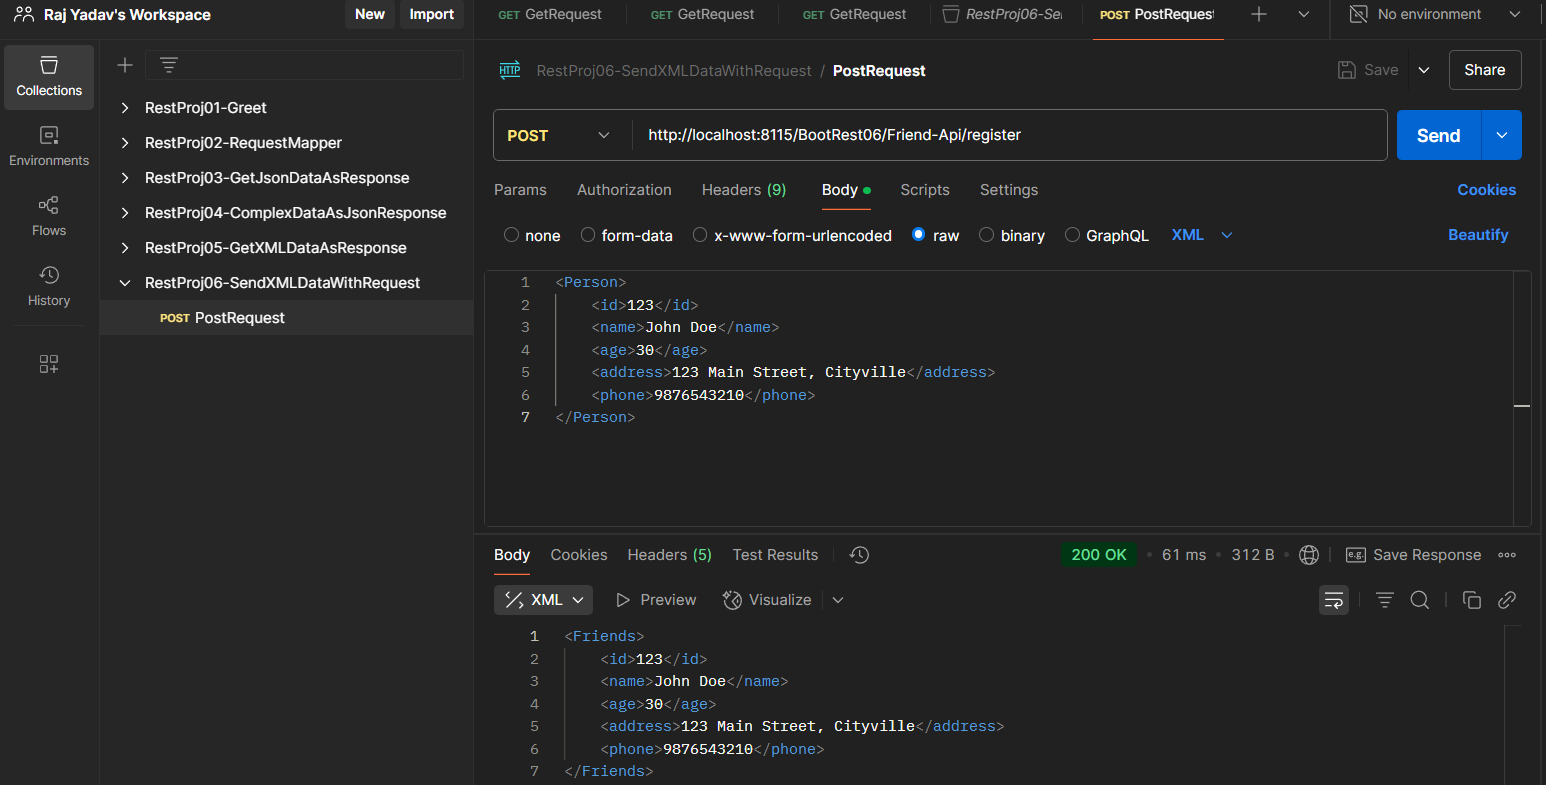 Raj Yadav's Workspace New Import
GET GetRequest GET GetRequest GET GetRequest RestProj06-Se POST PostRequest No environment
Collections
Environments
Flows
History
RestProj01-Greet
RestProj02-RequestMapper
RestProj03-GetJsonDataAsResponse
RestProj04-ComplexDataAsJsonResponse
RestProj05-GetXMLDataAsResponse
RestProj06-SendXMLDataWithRequest
POST PostRequest
HTTP RestProj06-SendXMLDataWithRequest / PostRequest Save Share
POST http://localhost:8115/BootRest06/Friend-Api/register Send
Params Authorization Headers (9) Body Scripts Settings Cookies
none form-data x-www-form-urlencoded raw binary GraphQL XML Beautify
1 <Person>
2 <id>123</id>
3 <name>John Doe</name>
4 <age>30</age>
5 <address>123 Main Street, Cityville</address>
6 <phone>9876543210</phone>
7 </Person>
Body Cookies Headers (5) Test Results 200 OK • 61 ms • 312 B • e.g. Save Response
XML Preview Visualize
1 <Friends>
2 <id>123</id>
3 <name>John Doe</name>
4 <age>30</age>
5 <address>123 Main Street, Cityville</address>
6 <phone>9876543210</phone>
7 </Friends>